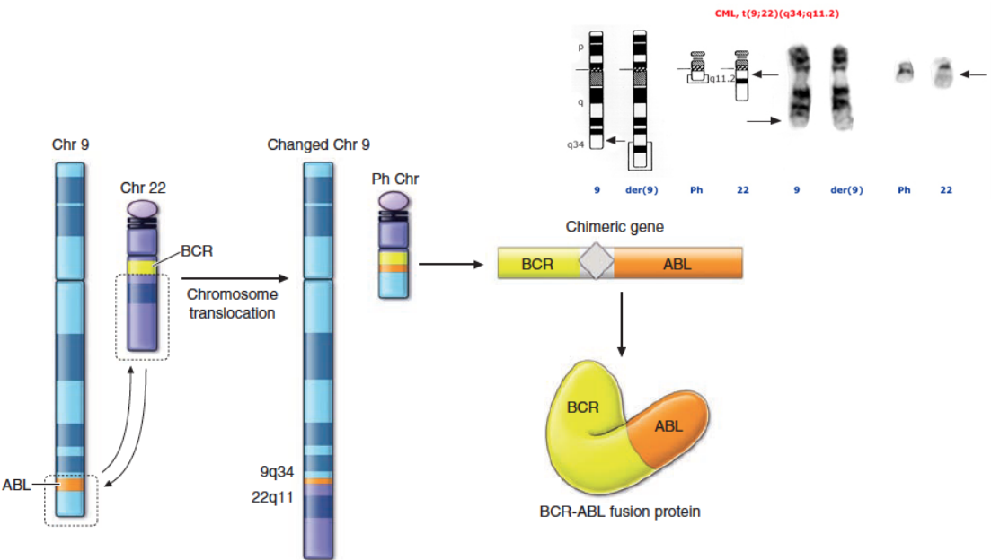 CML, t(9;22)(q34;q11.2)
p
q
q34
q11.2
9 der(9) Ph 22 9 der(9) Ph 22
Chr 9
Chr 22
BCR
ABL
Chromosome
translocation
Changed Chr 9
Ph Chr
9q34
22q11
Chimeric gene
BCR ABL
BCR
ABL
BCR-ABL fusion protein